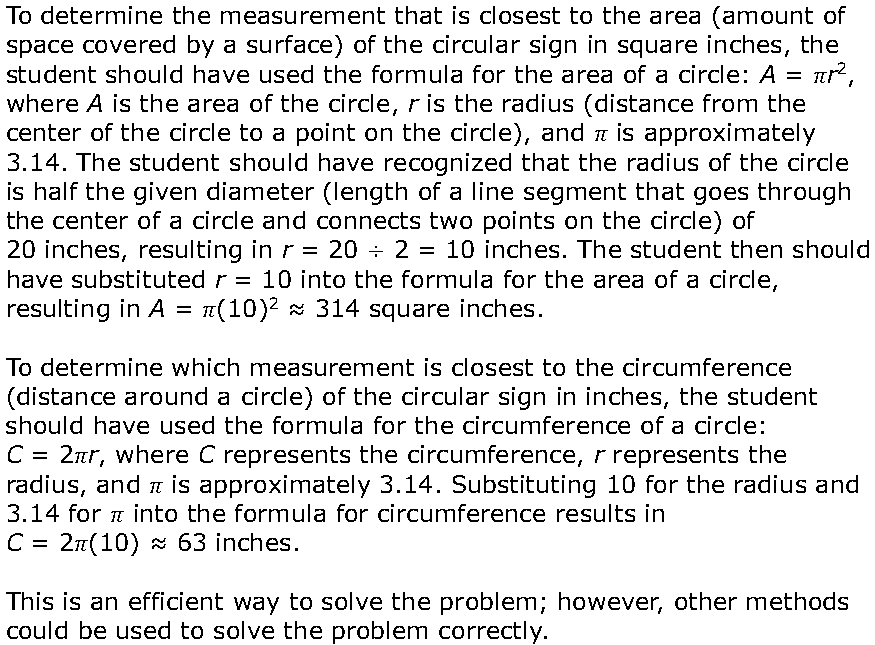 To determine the measurement that is closest to the area (amount of
space covered by a surface) of the circular sign in square inches, the
student should have used the formula for the area of a circle: A = πr²,
where A is the area of the circle, r is the radius (distance from the
center of the circle to a point on the circle), and π is approximately
3.14. The student should have recognized that the radius of the circle
is half the given diameter (length of a line segment that goes through
the center of a circle and connects two points on the circle) of
20 inches, resulting in r = 20 ÷ 2 = 10 inches. The student then should
have substituted r = 10 into the formula for the area of a circle,
resulting in A = π(10)² ≈ 314 square inches.

To determine which measurement is closest to the circumference
(distance around a circle) of the circular sign in inches, the student
should have used the formula for the circumference of a circle:
C = 2πr, where C represents the circumference, r represents the
radius, and π is approximately 3.14. Substituting 10 for the radius and
3.14 for π into the formula for circumference results in
C = 2π(10) ≈ 63 inches.

This is an efficient way to solve the problem; however, other methods
could be used to solve the problem correctly.